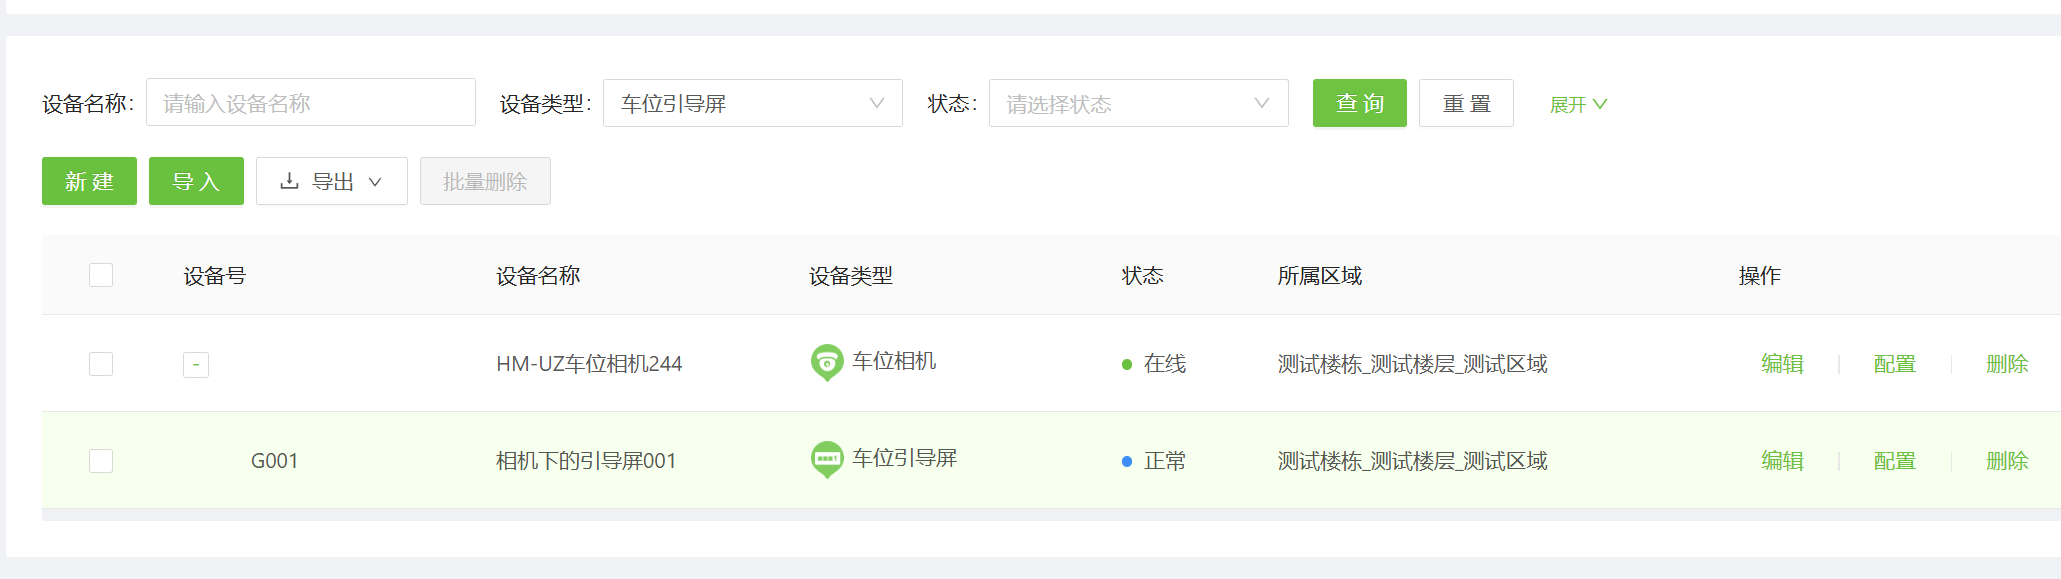 设备名称: 请输入设备名称 设备类型: 车位引导屏 状态: 请选择状态 查询 重置 展开
新建 导入 导出 批量删除
设备号 设备名称 设备类型 状态 所属区域 操作
- HM-UZ车位相机244 车位相机 在线 测试楼栋_测试楼层_测试区域 编辑 配置 删除
G001 相机下的引导屏001 车位引导屏 正常 测试楼栋_测试楼层_测试区域 编辑 配置 删除